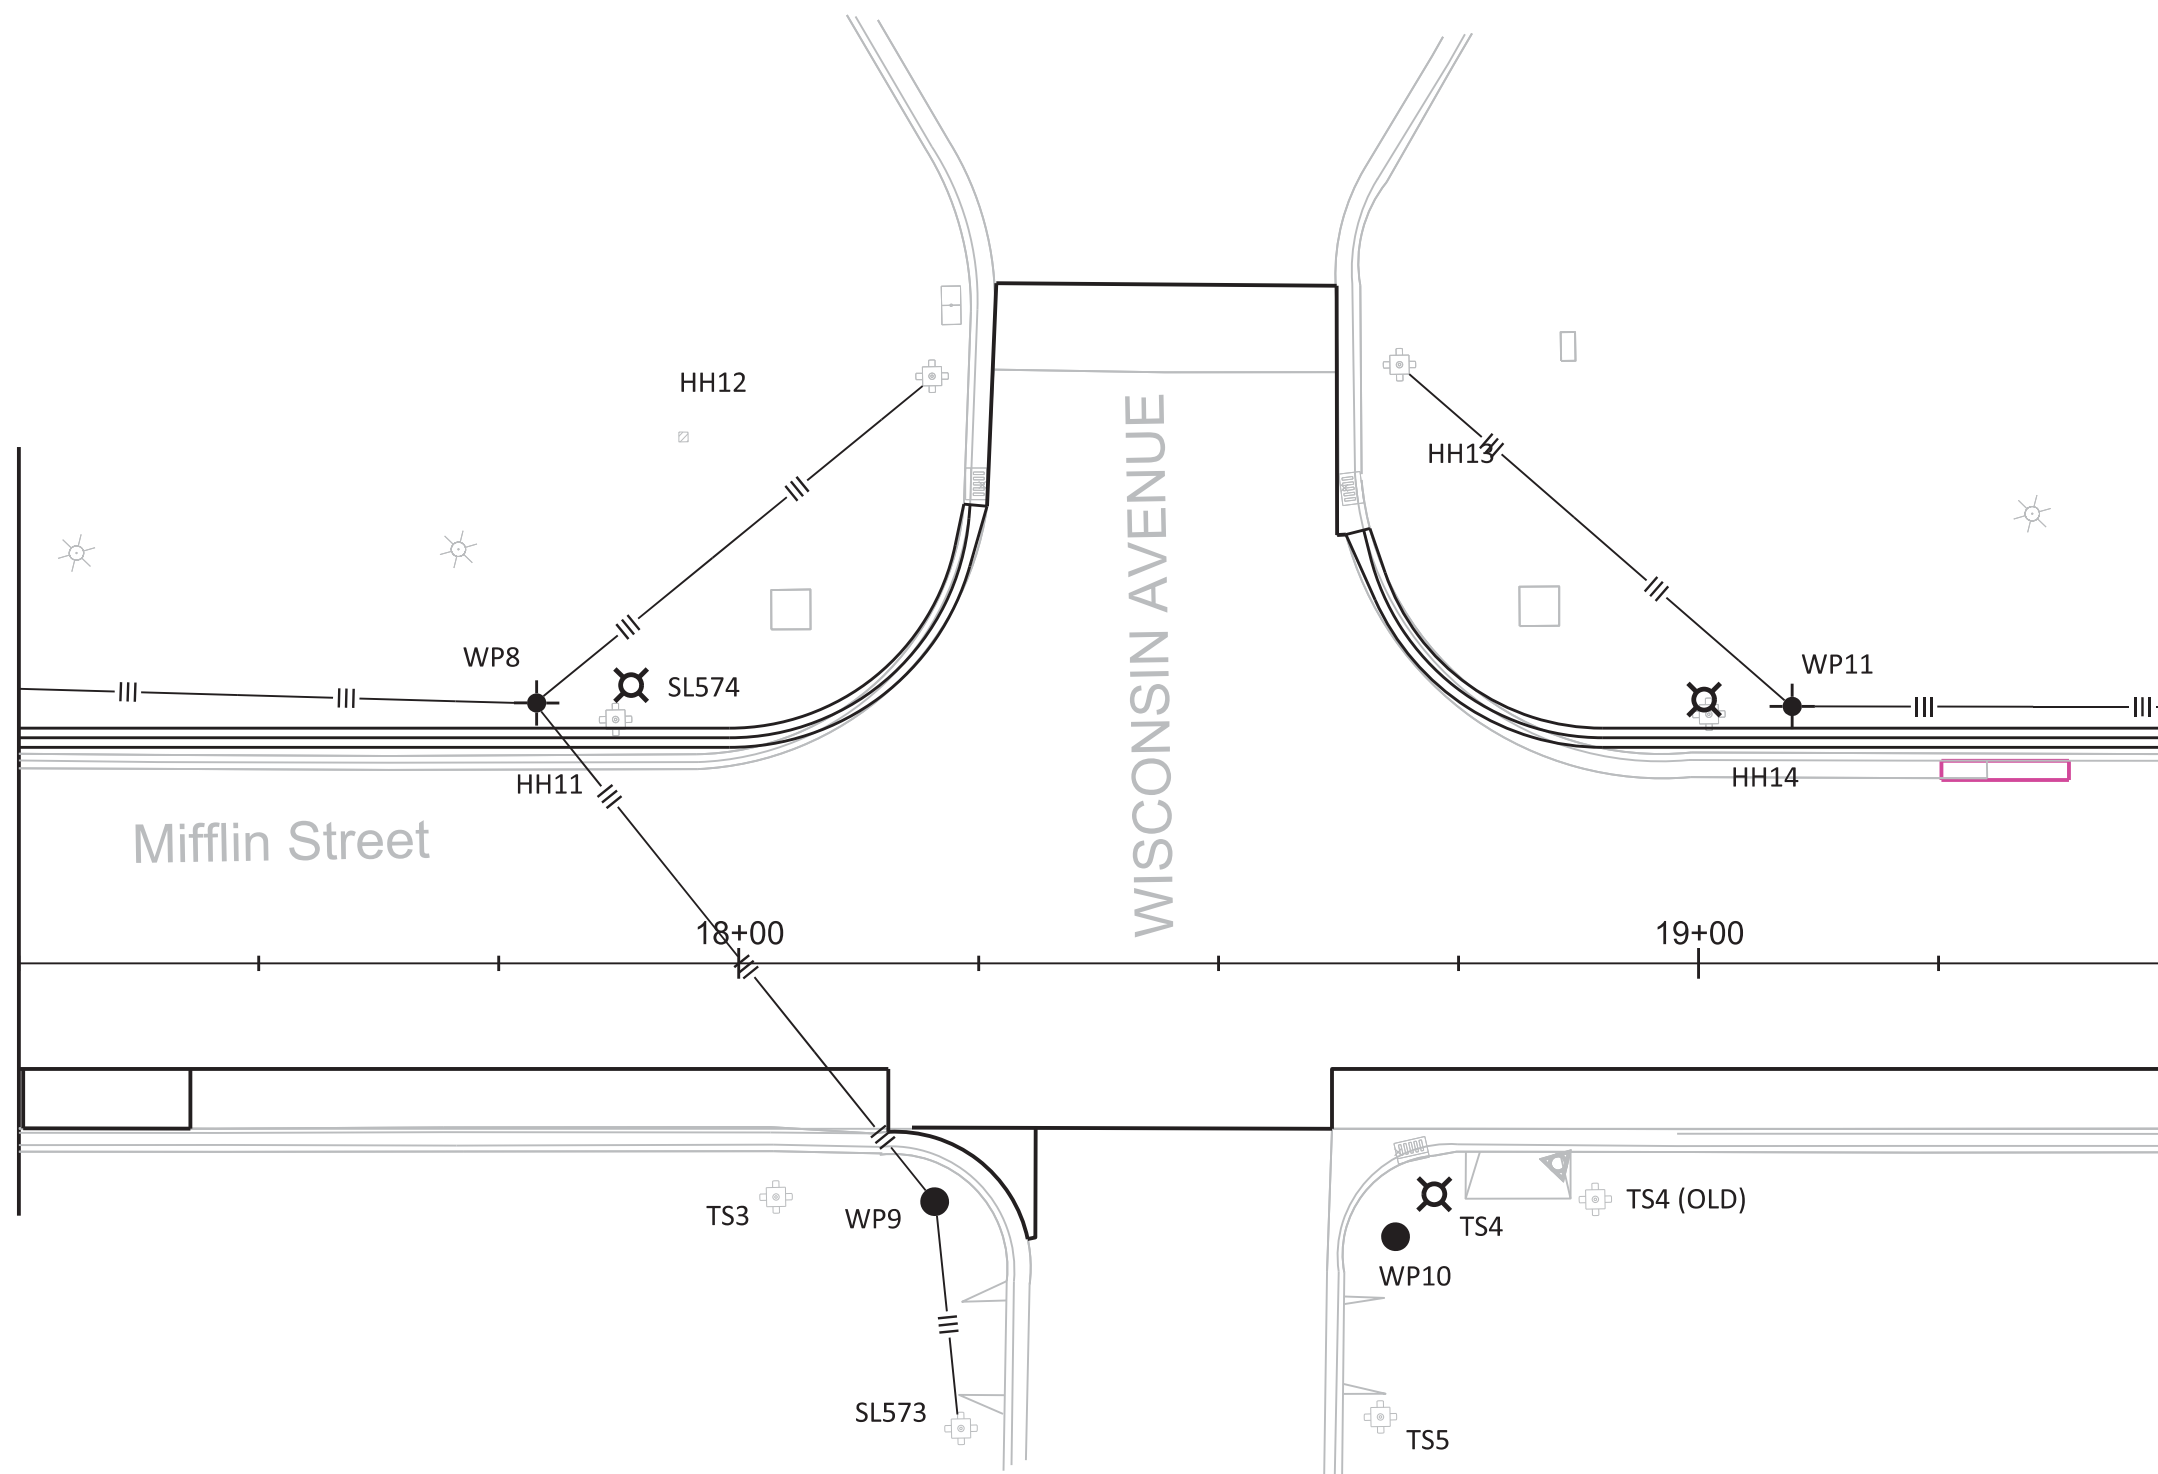 HH12
WISCONSIN AVENUE
HH13
WP8
SL574
WP11
HH11
HH14
Mifflin Street
18+00
19+00
TS3
WP9
TS4 (OLD)
TS4
WP10
SL573
TS5